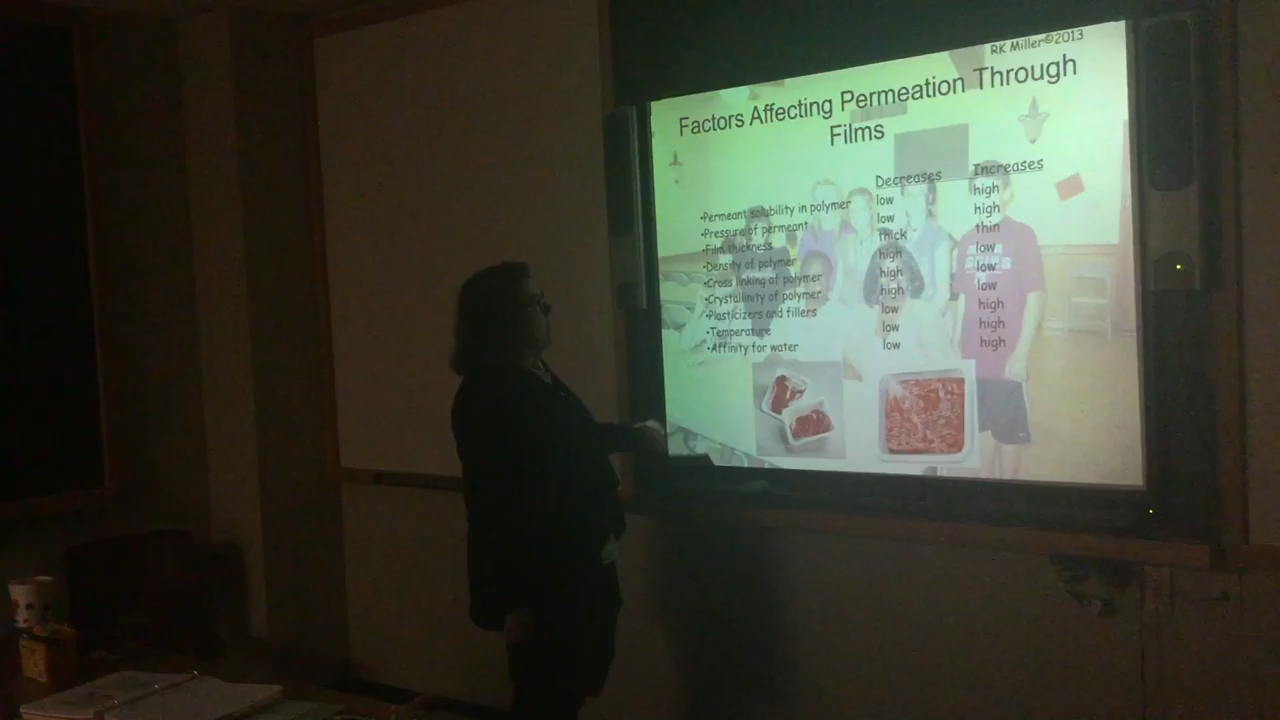 RK Miller©2013
Factors Affecting Permeation Through
Films
Decreases Increases
•Permeant solubility in polymer low high
•Pressure of permeant low high
•Film thickness thick thin
•Density of polymer high low
•Cross linking of polymer high low
•Crystallinity of polymer high low
•Plasticizers and fillers low high
•Temperature low high
•Affinity for water low high